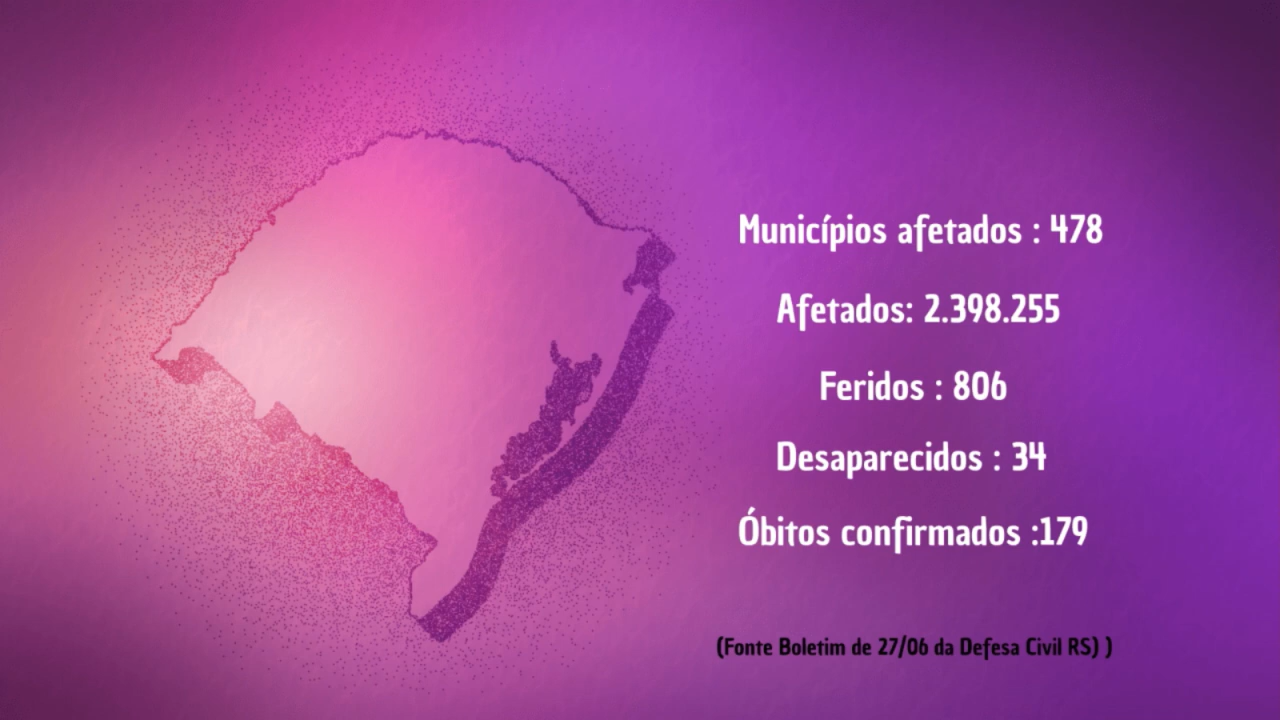 Municípios afetados : 478
Afetados: 2.398.255
Feridos : 806
Desaparecidos : 34
Óbitos confirmados :179
(Fonte Boletim de 27/06 da Defesa Civil RS) )